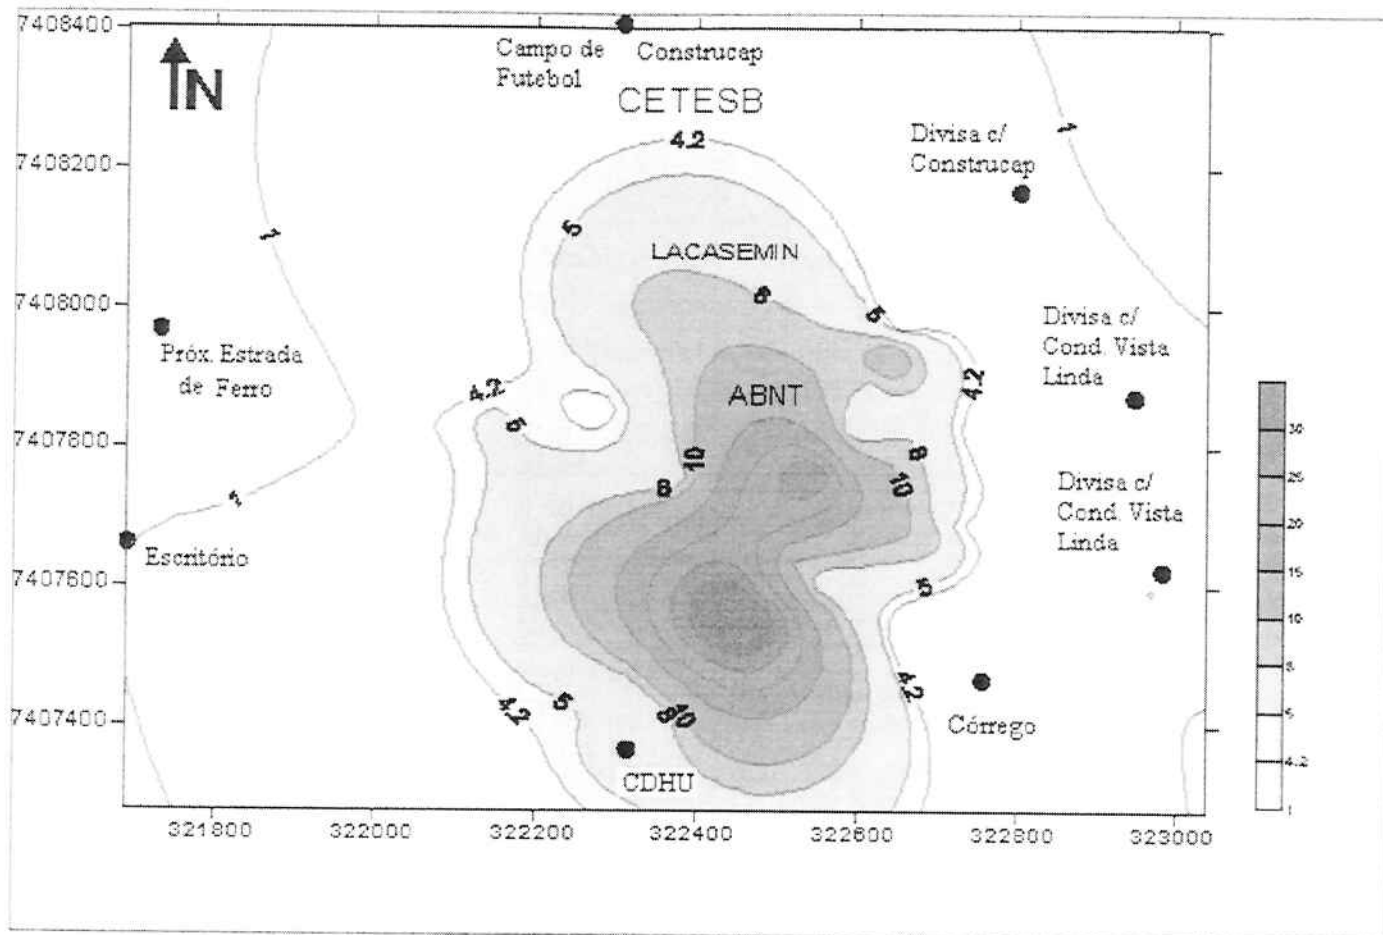 7408400
Campo de
Futebol
Construcap
N
CETESB
4.2
Divisa c/
Construcap
1
7408200
5
1
LACASEMIN
7408000
5
Divisa c/
Cond. Vista
Linda
Próx. Estrada
de Ferro
4.2
4.2
ABNT
5
7407800
8
10
8
10
1
Divisa c/
Cond. Vista
Linda
Escritório
7407600
5
4.2
5
4.2
8
10
7407400
Córrego
CDHU
30
25
20
15
10
5
4.2
1
321800
322000
322200
322400
322600
322800
323000